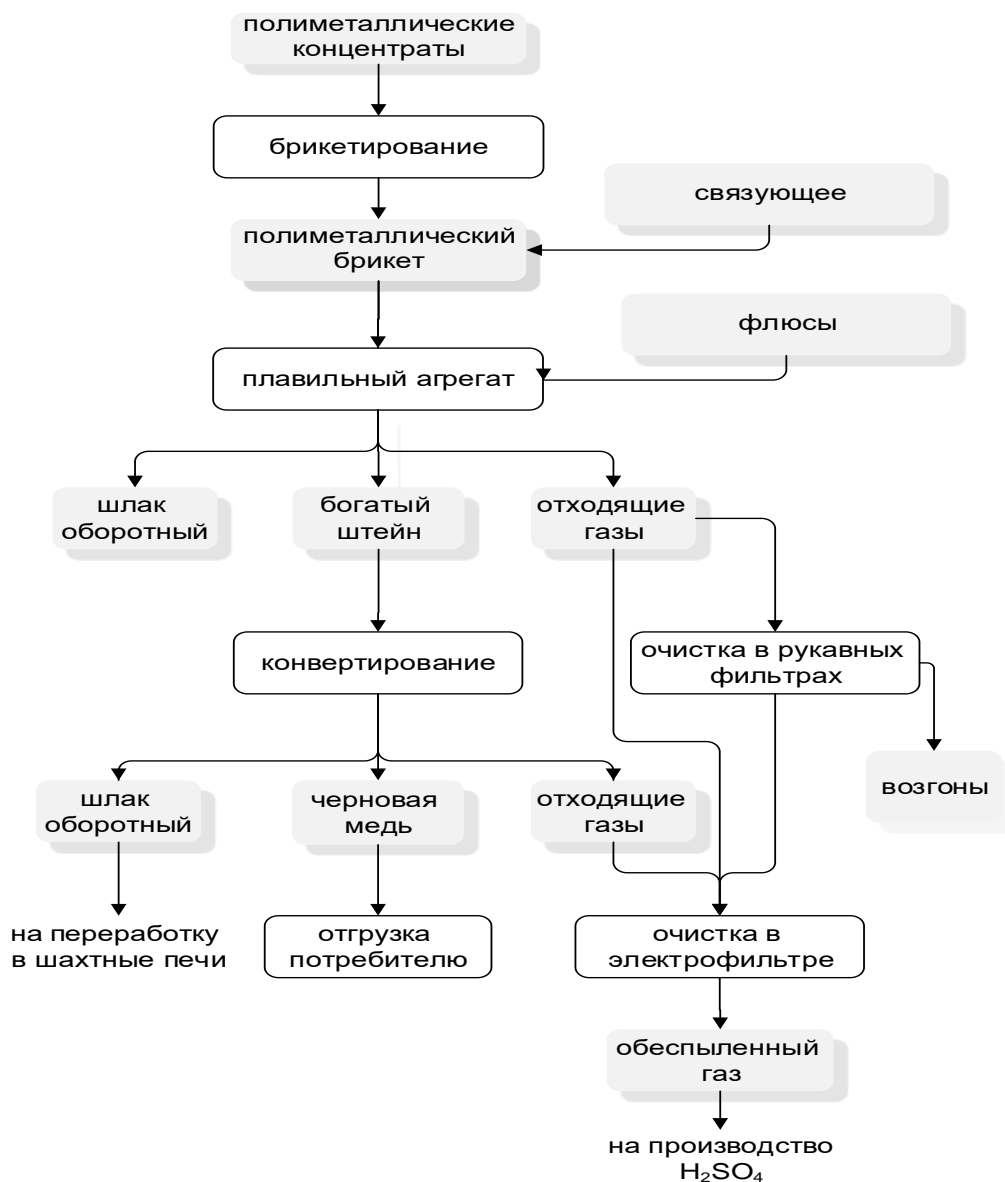 полиметаллические
концентраты
брикетирование
связующее
полиметаллический
брикет
флюсы
плавильный агрегат
шлак
оборотный
богатый
штейн
отходящие
газы
конвертирование
очистка в рукавных
фильтрах
возгоны
шлак
оборотный
черновая
медь
отходящие
газы
на переработку
в шахтные печи
отгрузка
потребителю
очистка в
электрофильтре
обеспыленный
газ
на производство
H₂SO₄